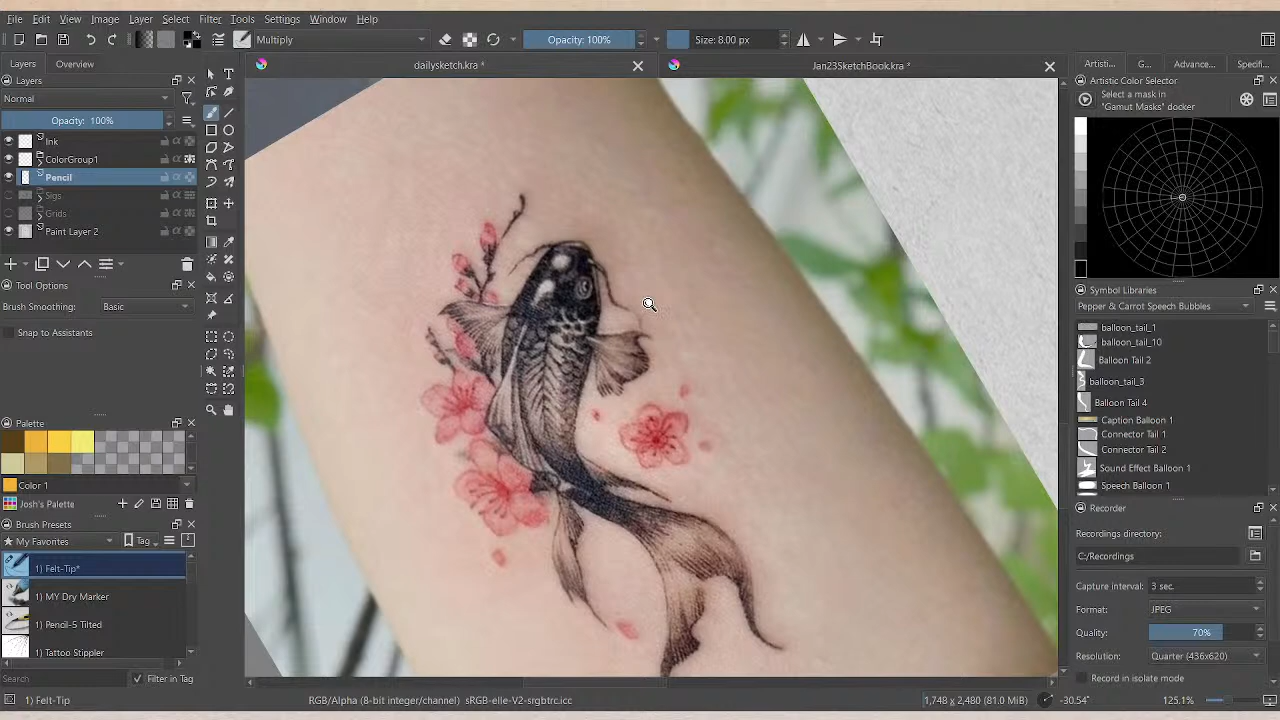 File Edit View Image Layer Select Filter Tools Settings Window Help
Multiply Opacity: 100% Size: 8.00 px
Layers Overview dailysketch.kra * Jan23SketchBook.kra * Artisti... G... Advance... Specifi...
Layers
Normal
Opacity: 100%
Ink
ColorGroup1
Pencil
Sigs
Grids
Paint Layer 2
Tool Options
Brush Smoothing: Basic
Snap to Assistants
Palette
Color 1
Josh's Palette
Brush Presets
My Favorites Tag
1) Felt-Tip*
1) MY Dry Marker
1) Pencil-5 Tilted
1) Tattoo Stippler
Search Filter in Tag
Artistic Color Selector
Select a mask in
"Gamut Masks" docker
Symbol Libraries
Pepper & Carrot Speech Bubbles
balloon_tail_1
balloon_tail_10
Balloon Tail 2
balloon_tail_3
Balloon Tail 4
Caption Balloon 1
Connector Tail 1
Connector Tail 2
Sound Effect Balloon 1
Speech Balloon 1
Recorder
Recordings directory:
C:/Recordings
Capture interval: 3 sec.
Format: JPEG
Quality: 70%
Resolution: Quarter (436x620)
Record in isolate mode
1) Felt-Tip RGB/Alpha (8-bit integer/channel) sRGB-elle-V2-srgbtrc.icc 1,748 x 2,480 (81.0 MiB) -30.54° 125.1%